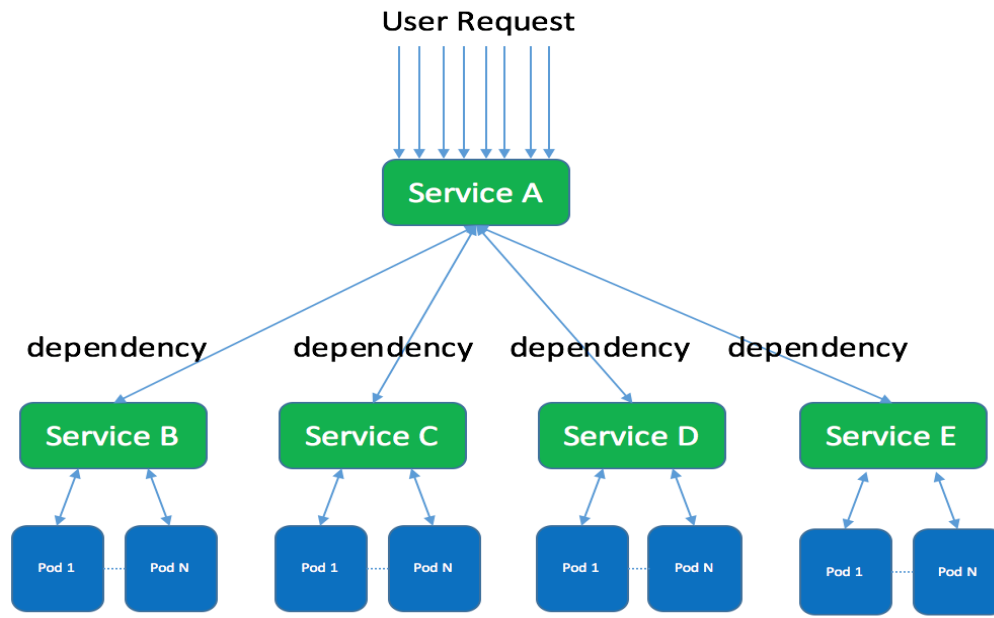 User Request
Service A
dependency dependency dependency dependency
Service B Service C Service D Service E
Pod 1 Pod N Pod 1 Pod N Pod 1 Pod N Pod 1 Pod N